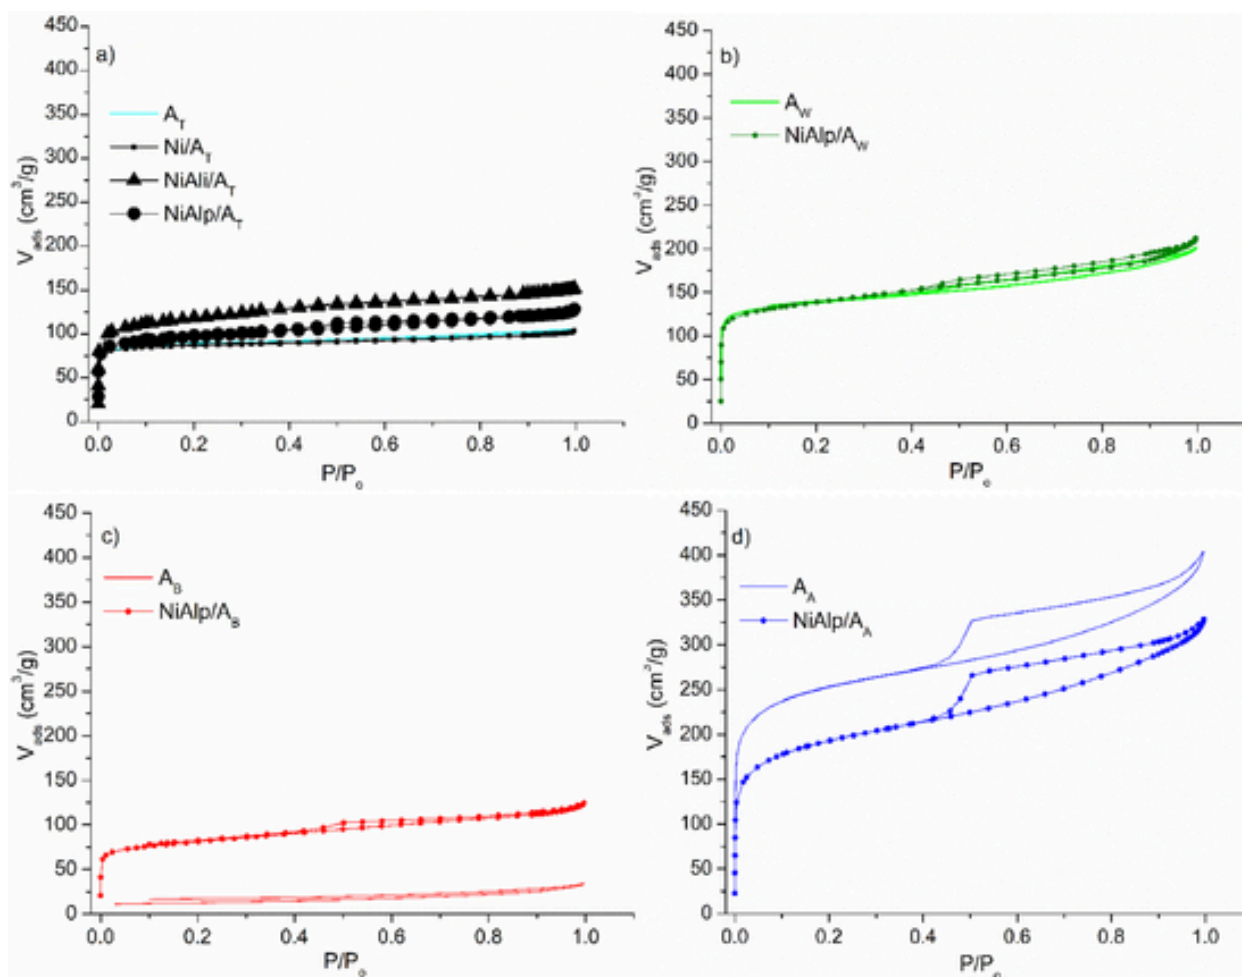 a)
A_T
Ni/A_T
NiAli/A_T
NiAlp/A_T
V_ads (cm³/g)
450
400
350
300
250
200
150
100
50
0
0.0 0.2 0.4 0.6 0.8 1.0
P/P_o
b)
A_W
NiAlp/A_W
V_ads (cm³/g)
450
400
350
300
250
200
150
100
50
0
0.0 0.2 0.4 0.6 0.8 1.0
P/P_o
c)
A_B
NiAlp/A_B
V_ads (cm³/g)
450
400
350
300
250
200
150
100
50
0
0.0 0.2 0.4 0.6 0.8 1.0
P/P_o
d)
A_A
NiAlp/A_A
V_ads (cm³/g)
450
400
350
300
250
200
150
100
50
0
0.0 0.2 0.4 0.6 0.8 1.0
P/P_o